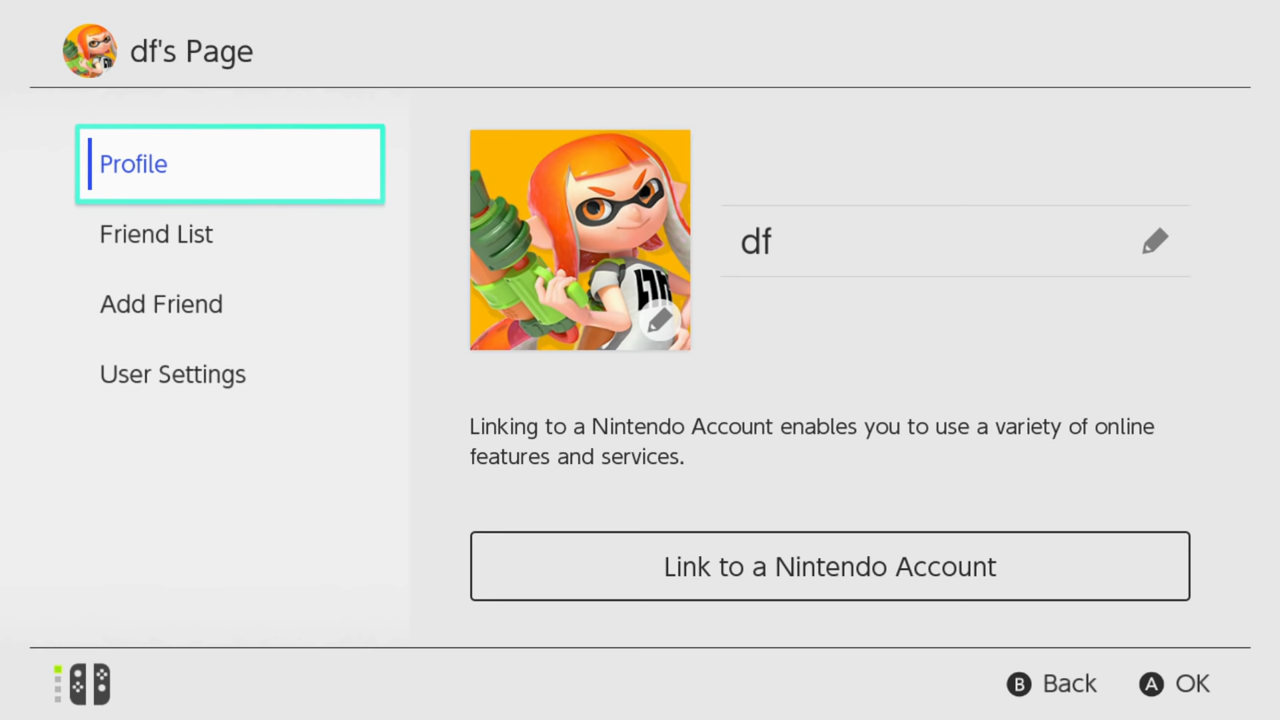 df's Page
Profile
Friend List
Add Friend
User Settings
df
Linking to a Nintendo Account enables you to use a variety of online
features and services.
Link to a Nintendo Account
B Back
A OK